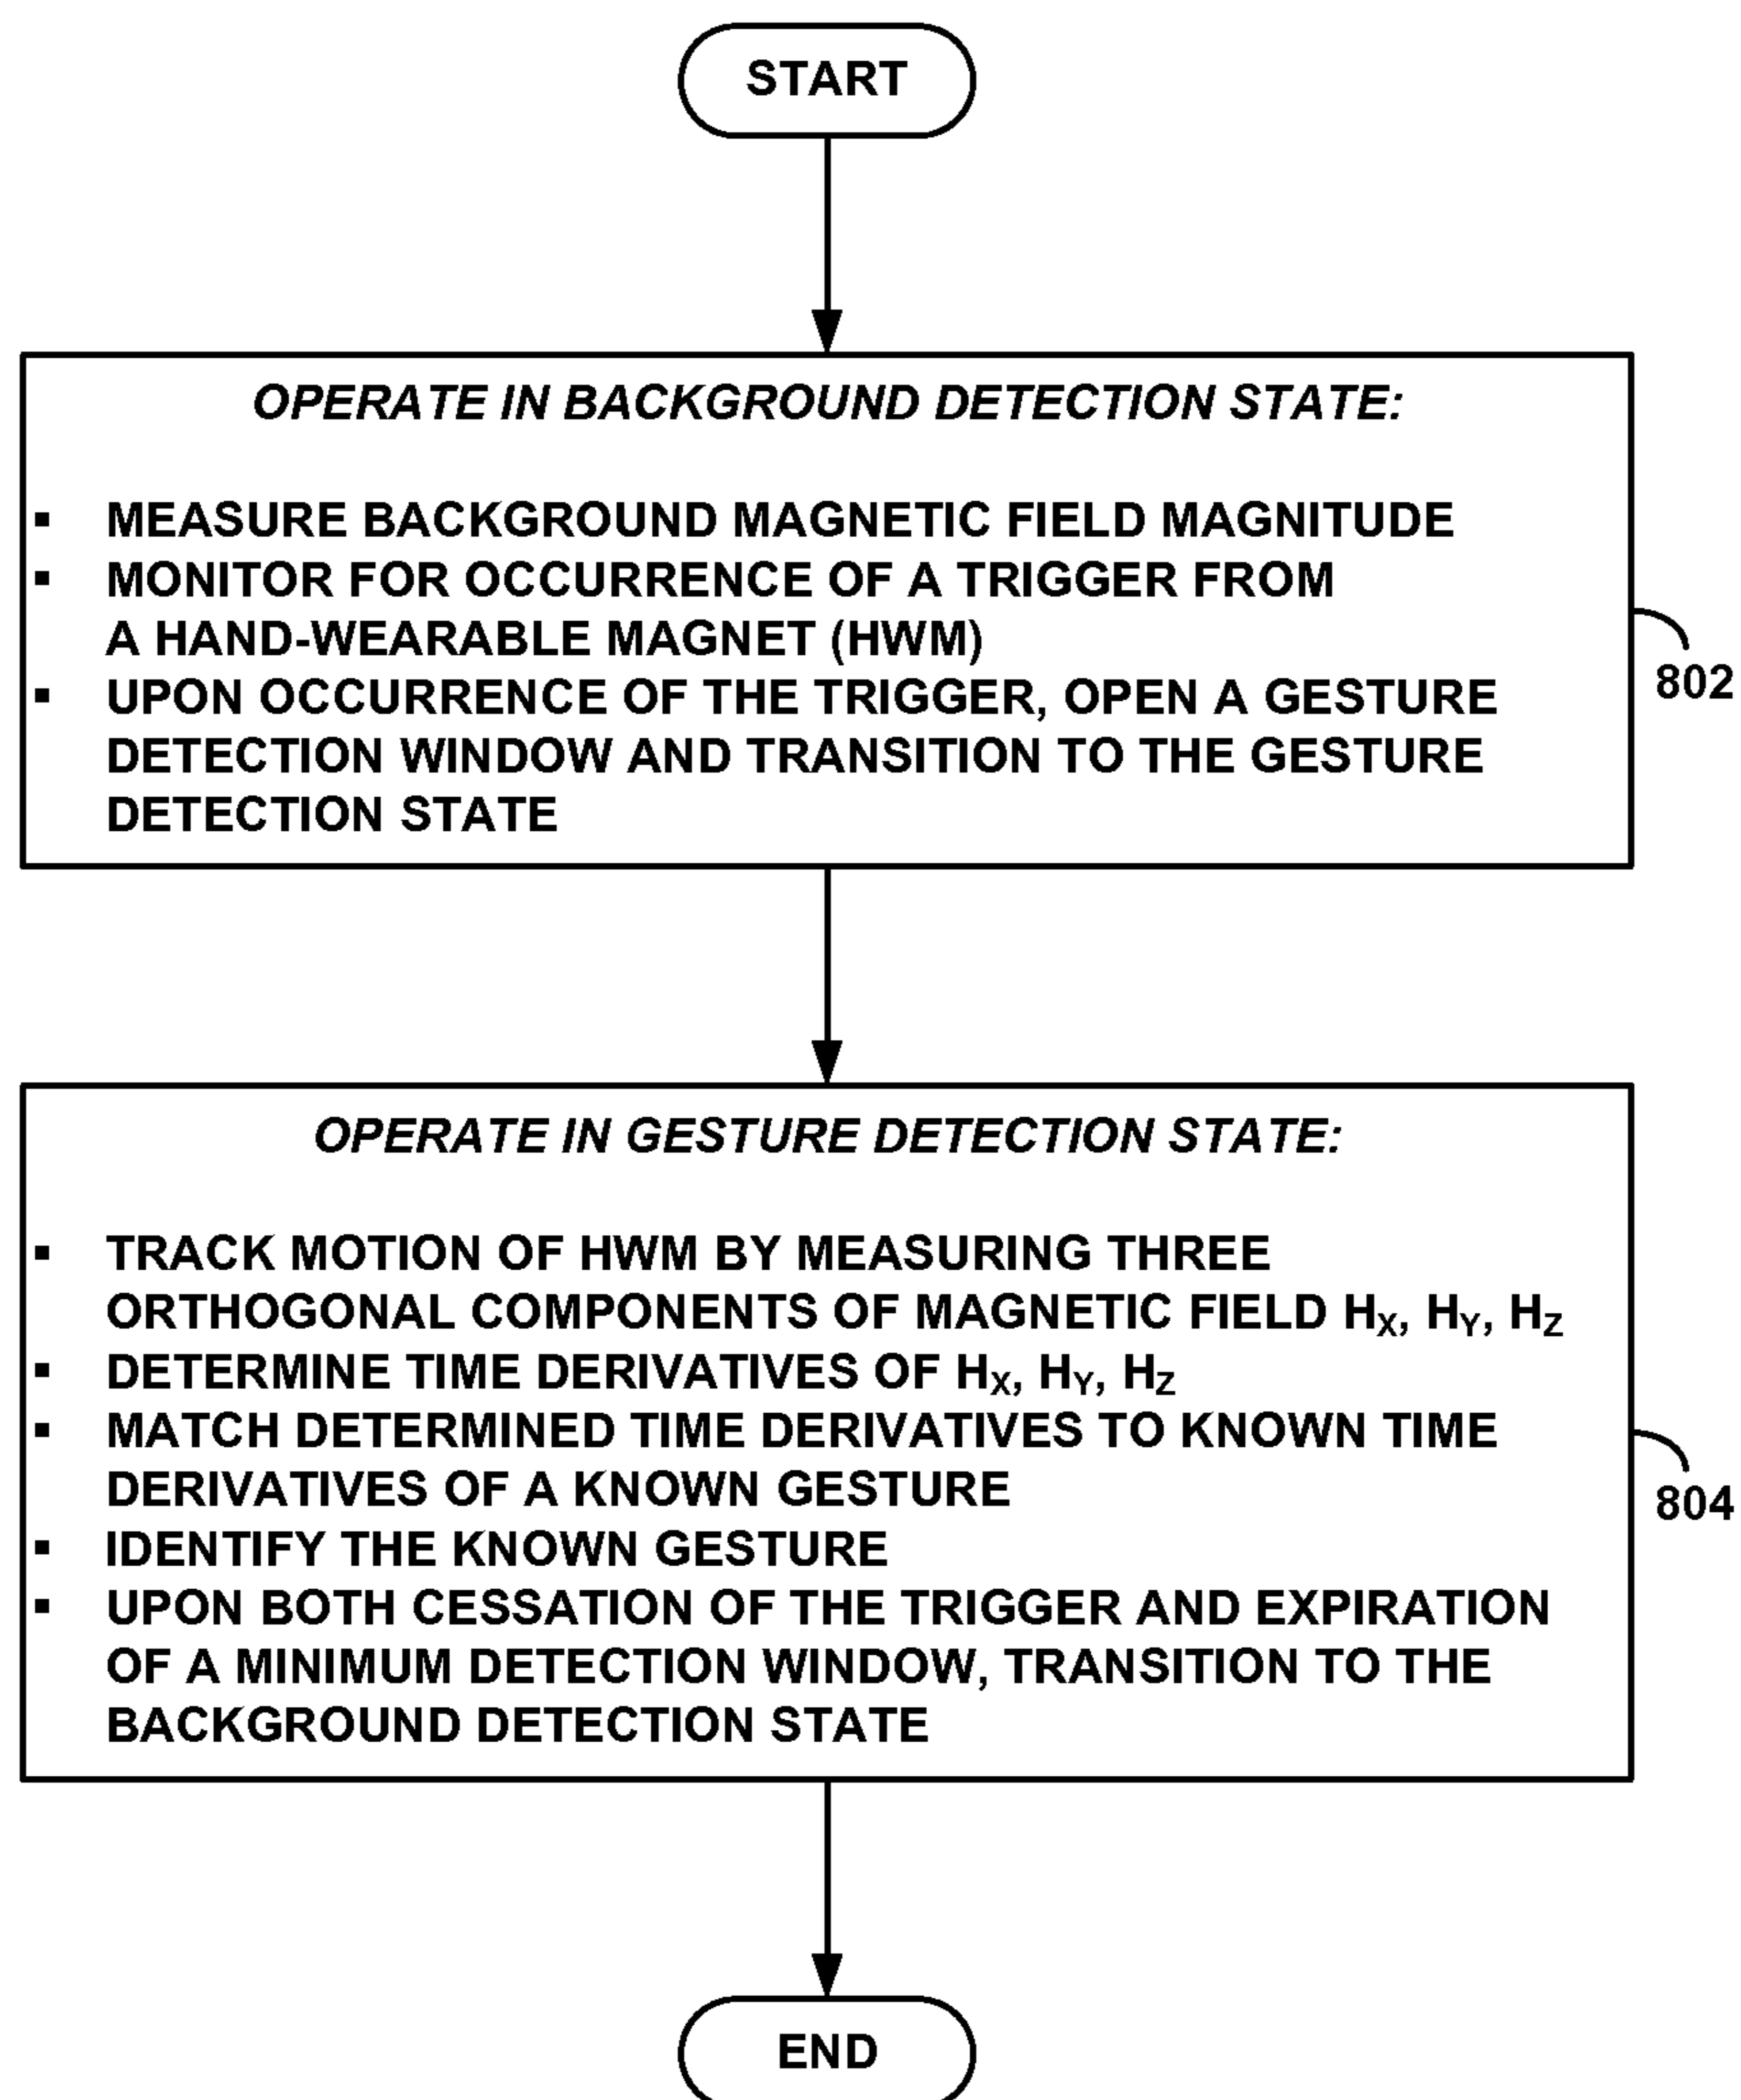 START
OPERATE IN BACKGROUND DETECTION STATE:
▪ MEASURE BACKGROUND MAGNETIC FIELD MAGNITUDE
▪ MONITOR FOR OCCURRENCE OF A TRIGGER FROM
A HAND-WEARABLE MAGNET (HWM)
▪ UPON OCCURRENCE OF THE TRIGGER, OPEN A GESTURE
DETECTION WINDOW AND TRANSITION TO THE GESTURE
DETECTION STATE
802
OPERATE IN GESTURE DETECTION STATE:
▪ TRACK MOTION OF HWM BY MEASURING THREE
ORTHOGONAL COMPONENTS OF MAGNETIC FIELD HX, HY, HZ
▪ DETERMINE TIME DERIVATIVES OF HX, HY, HZ
▪ MATCH DETERMINED TIME DERIVATIVES TO KNOWN TIME
DERIVATIVES OF A KNOWN GESTURE
▪ IDENTIFY THE KNOWN GESTURE
▪ UPON BOTH CESSATION OF THE TRIGGER AND EXPIRATION
OF A MINIMUM DETECTION WINDOW, TRANSITION TO THE
BACKGROUND DETECTION STATE
804
END